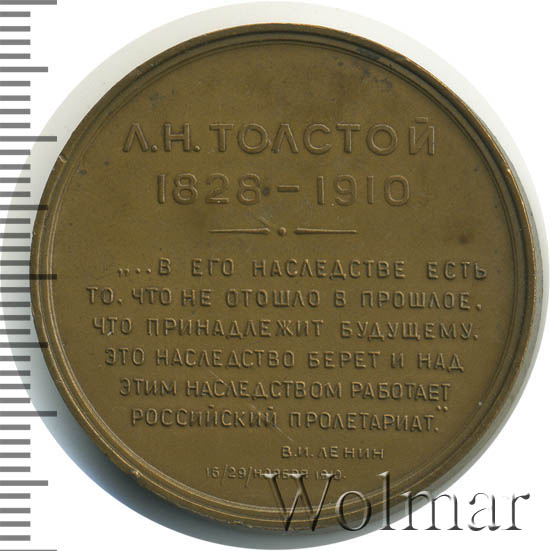 Л.Н.ТОЛСТОЙ
1828-1910
„.. В ЕГО НАСЛЕДСТВЕ ЕСТЬ
ТО, ЧТО НЕ ОТОШЛО В ПРОШЛОЕ,
ЧТО ПРИНАДЛЕЖИТ БУДУЩЕМУ.
ЭТО НАСЛЕДСТВО БЕРЕТ И НАД
ЭТИМ НАСЛЕДСТВОМ РАБОТАЕТ
РОССИЙСКИЙ ПРОЛЕТАРИАТ."
В.И.ЛЕНИН
16/29/НОЯБРЯ 1910.
Wolmar